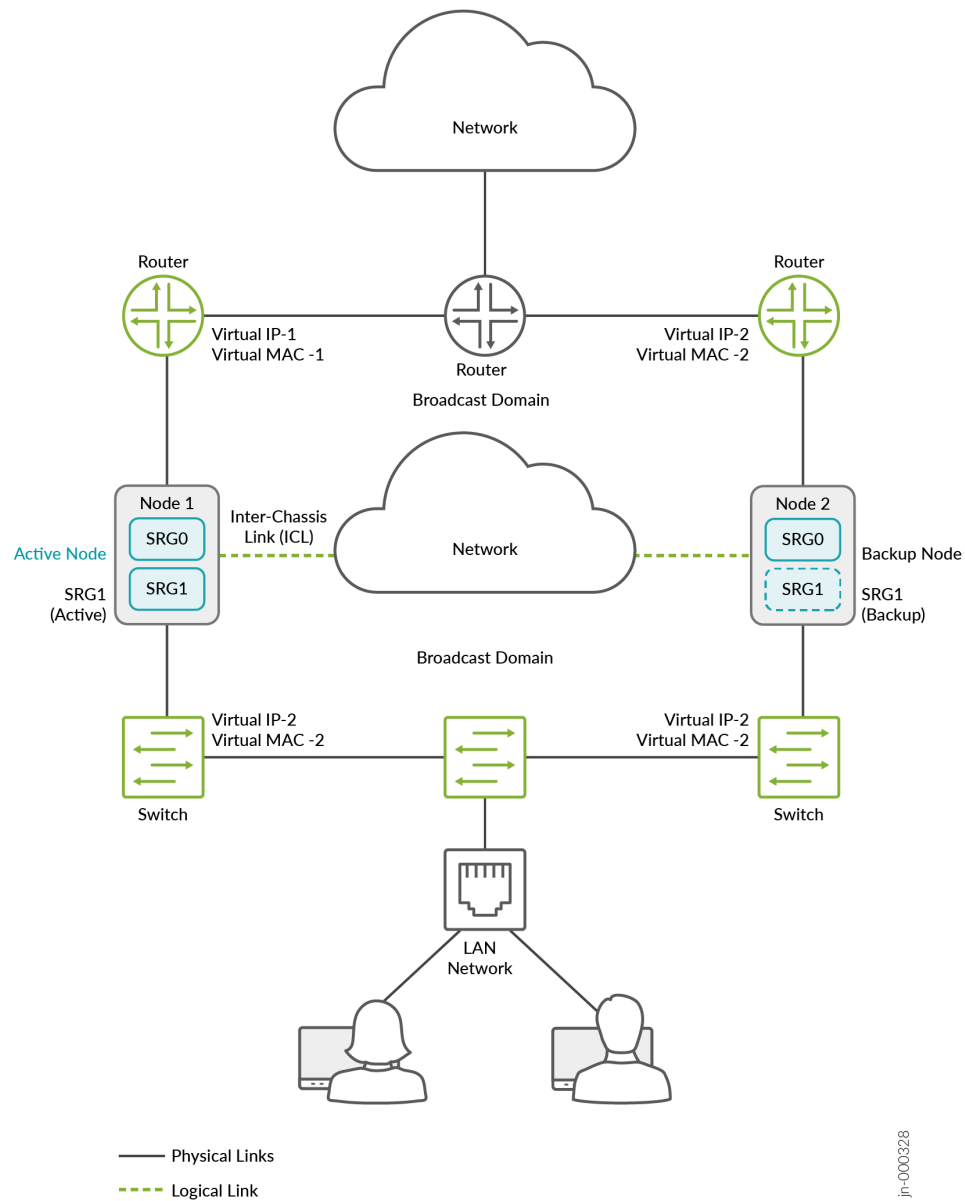 Network
Router
Router
Virtual IP-1
Virtual MAC -1
Virtual IP-2
Virtual MAC -2
Router
Broadcast Domain
Node 1
SRG0
SRG1
Active Node
SRG1
(Active)
Inter-Chassis
Link (ICL)
Network
Node 2
SRG0
SRG1
Backup Node
SRG1
(Backup)
Broadcast Domain
Virtual IP-2
Virtual MAC -2
Virtual IP-2
Virtual MAC -2
Switch
Switch
LAN
Network
Physical Links
Logical Link
jn-000328